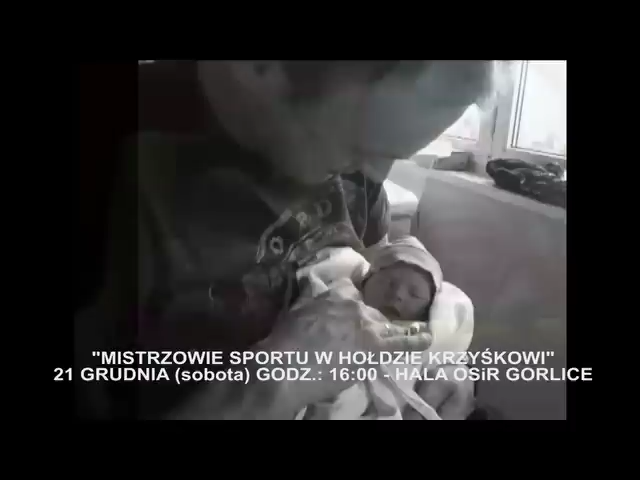 "MISTRZOWIE SPORTU W HOŁDZIE KRZYŚKOWI"
21 GRUDNIA (sobota) GODZ.: 16:00 - HALA OSiR GORLICE